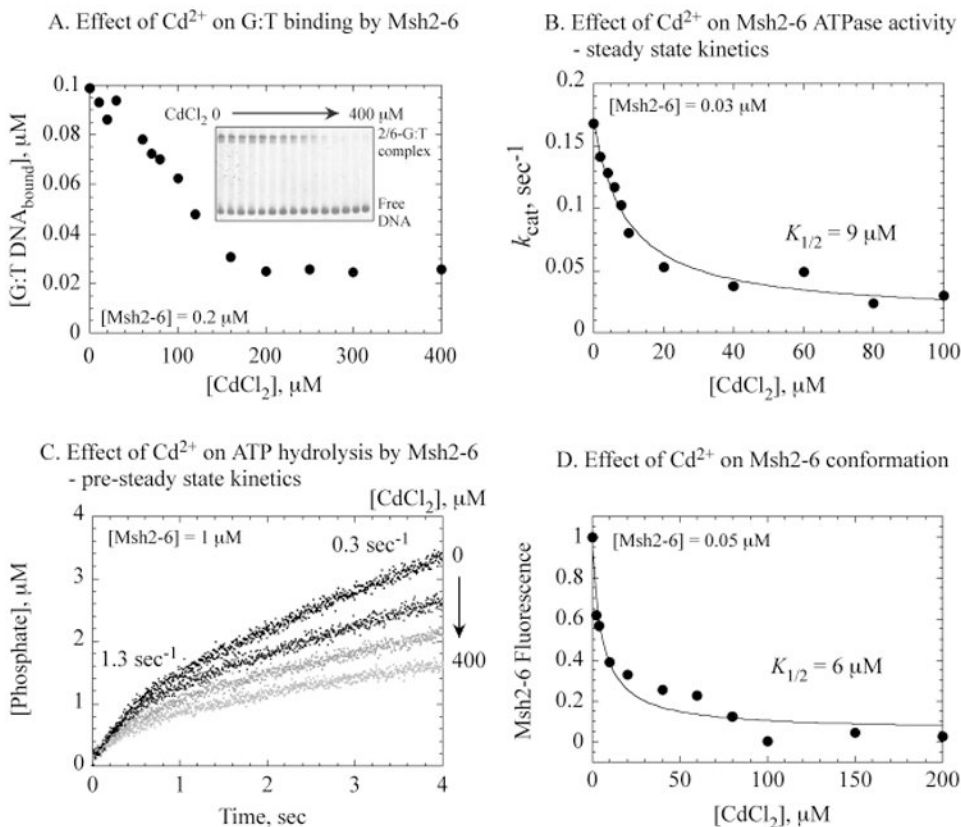 A. Effect of Cd²⁺ on G:T binding by Msh2-6
0.1
0.08
0.06
0.04
0.02
0
[G:T DNA_bound], μM
CdCl₂ 0
400 μM
2/6-G:T
complex
Free
DNA
[Msh2-6] = 0.2 μM
0 100 200 300 400
[CdCl₂], μM
B. Effect of Cd²⁺ on Msh2-6 ATPase activity
- steady state kinetics
0.2
0.15
0.1
0.05
0
k_cat, sec⁻¹
[Msh2-6] = 0.03 μM
K_1/2 = 9 μM
0 20 40 60 80 100
[CdCl₂], μM
C. Effect of Cd²⁺ on ATP hydrolysis by Msh2-6
- pre-steady state kinetics
[CdCl₂], μM
4
3
2
1
0
[Phosphate], μM
[Msh2-6] = 1 μM
0.3 sec⁻¹
0
1.3 sec⁻¹
400
0 1 2 3 4
Time, sec
D. Effect of Cd²⁺ on Msh2-6 conformation
1
0.8
0.6
0.4
0.2
0
Msh2-6 Fluorescence
[Msh2-6] = 0.05 μM
K_1/2 = 6 μM
0 50 100 150 200
[CdCl₂], μM